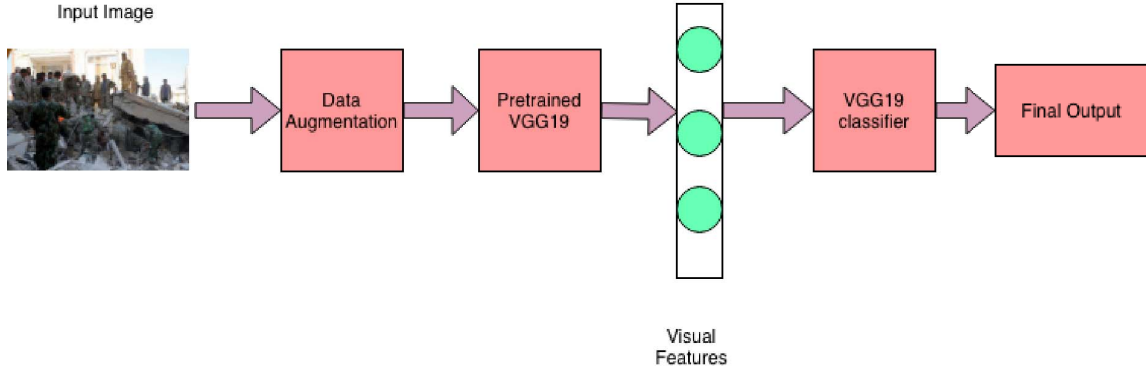 Input Image
Data
Augmentation
Pretrained
VGG19
VGG19
classifier
Final Output
Visual
Features